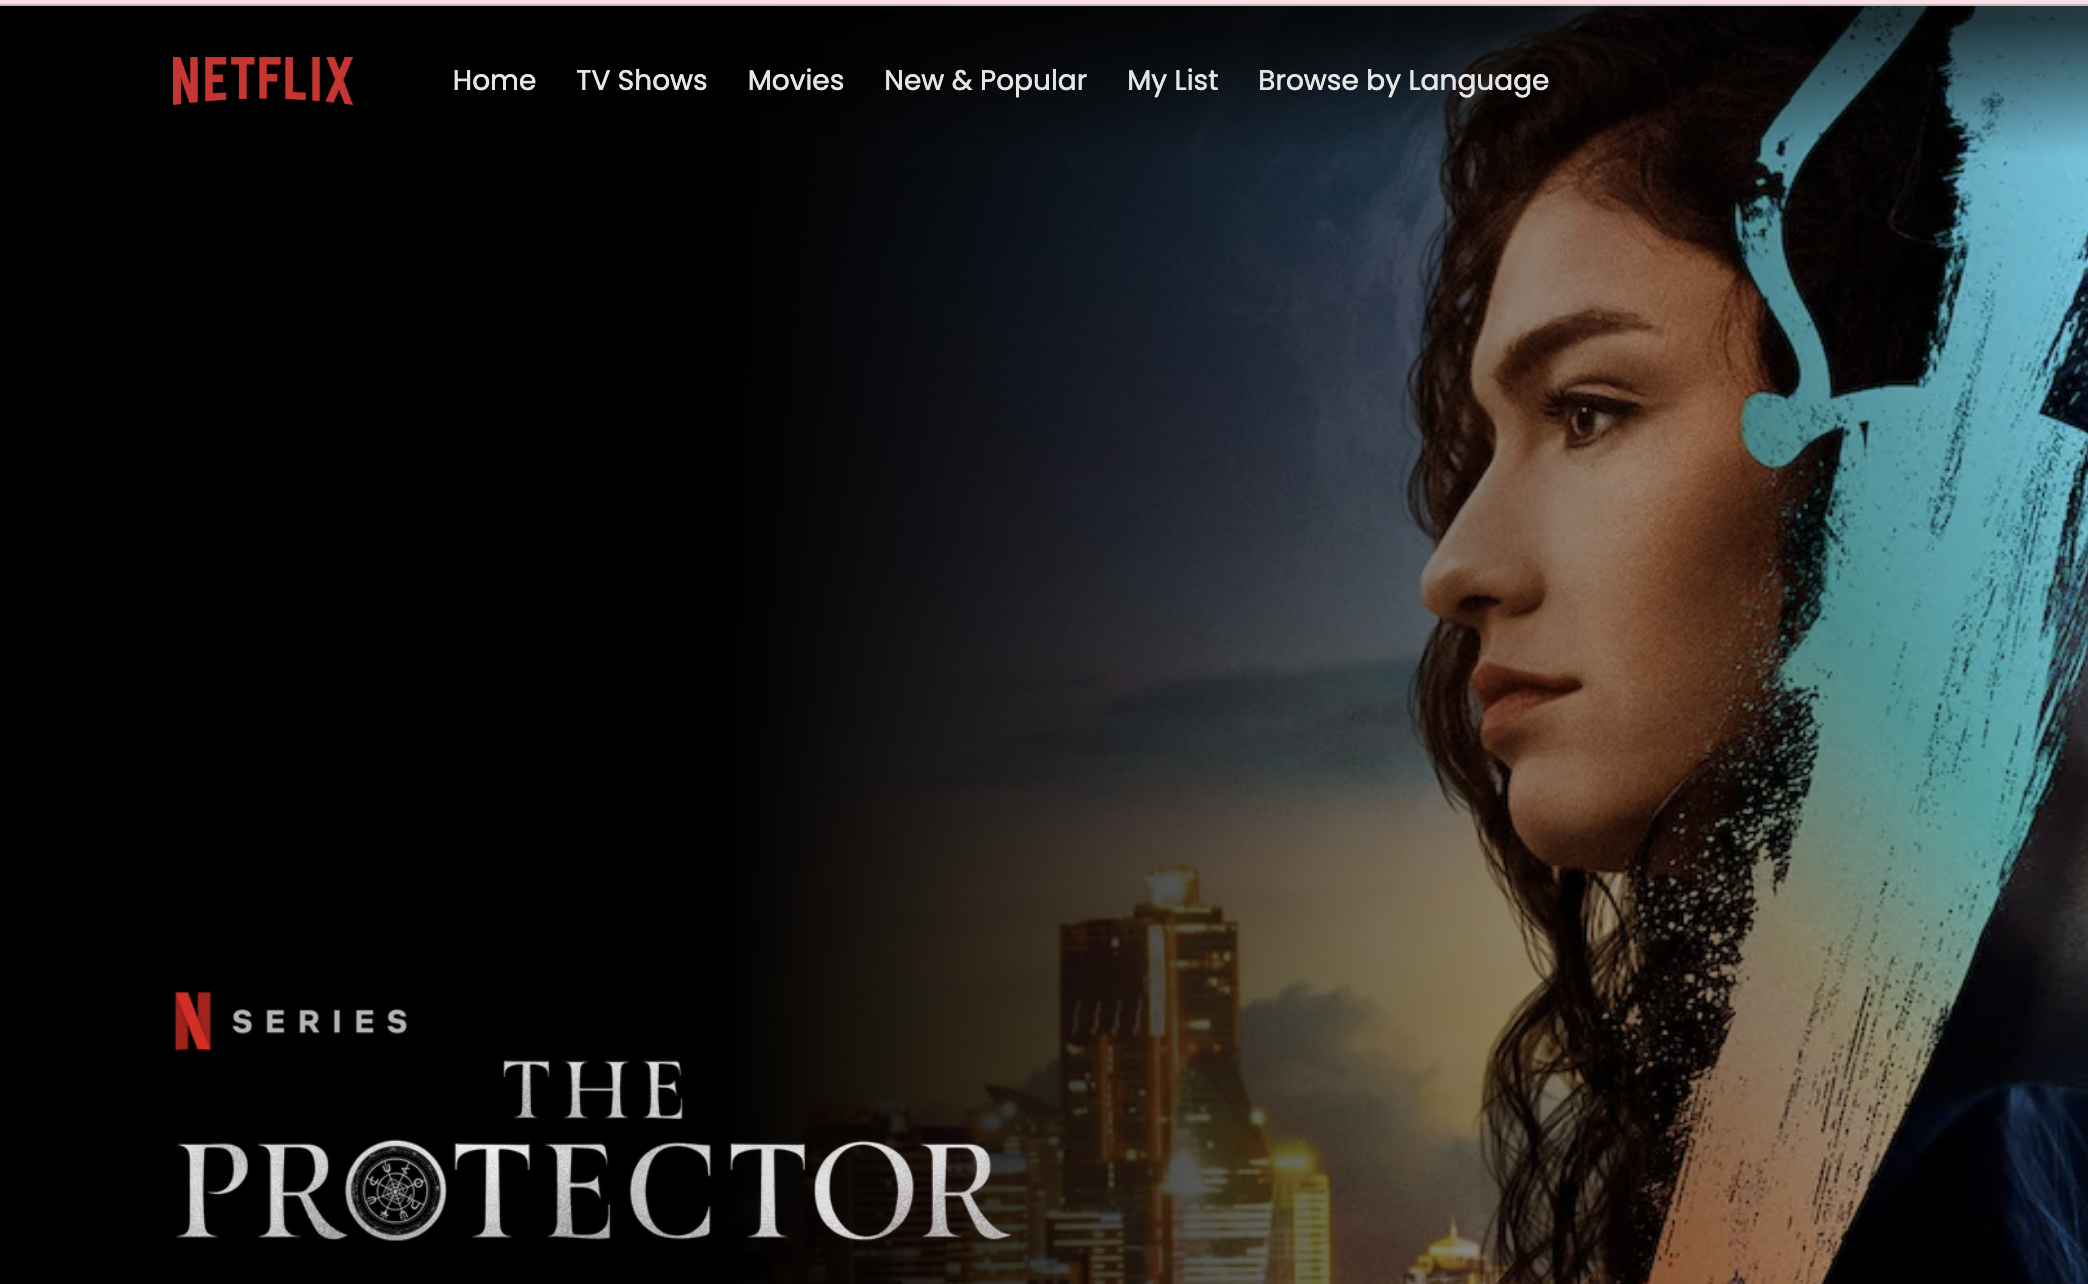 NETFLIX Home TV Shows Movies New & Popular My List Browse by Language
N SERIES
THE
PROTECTOR